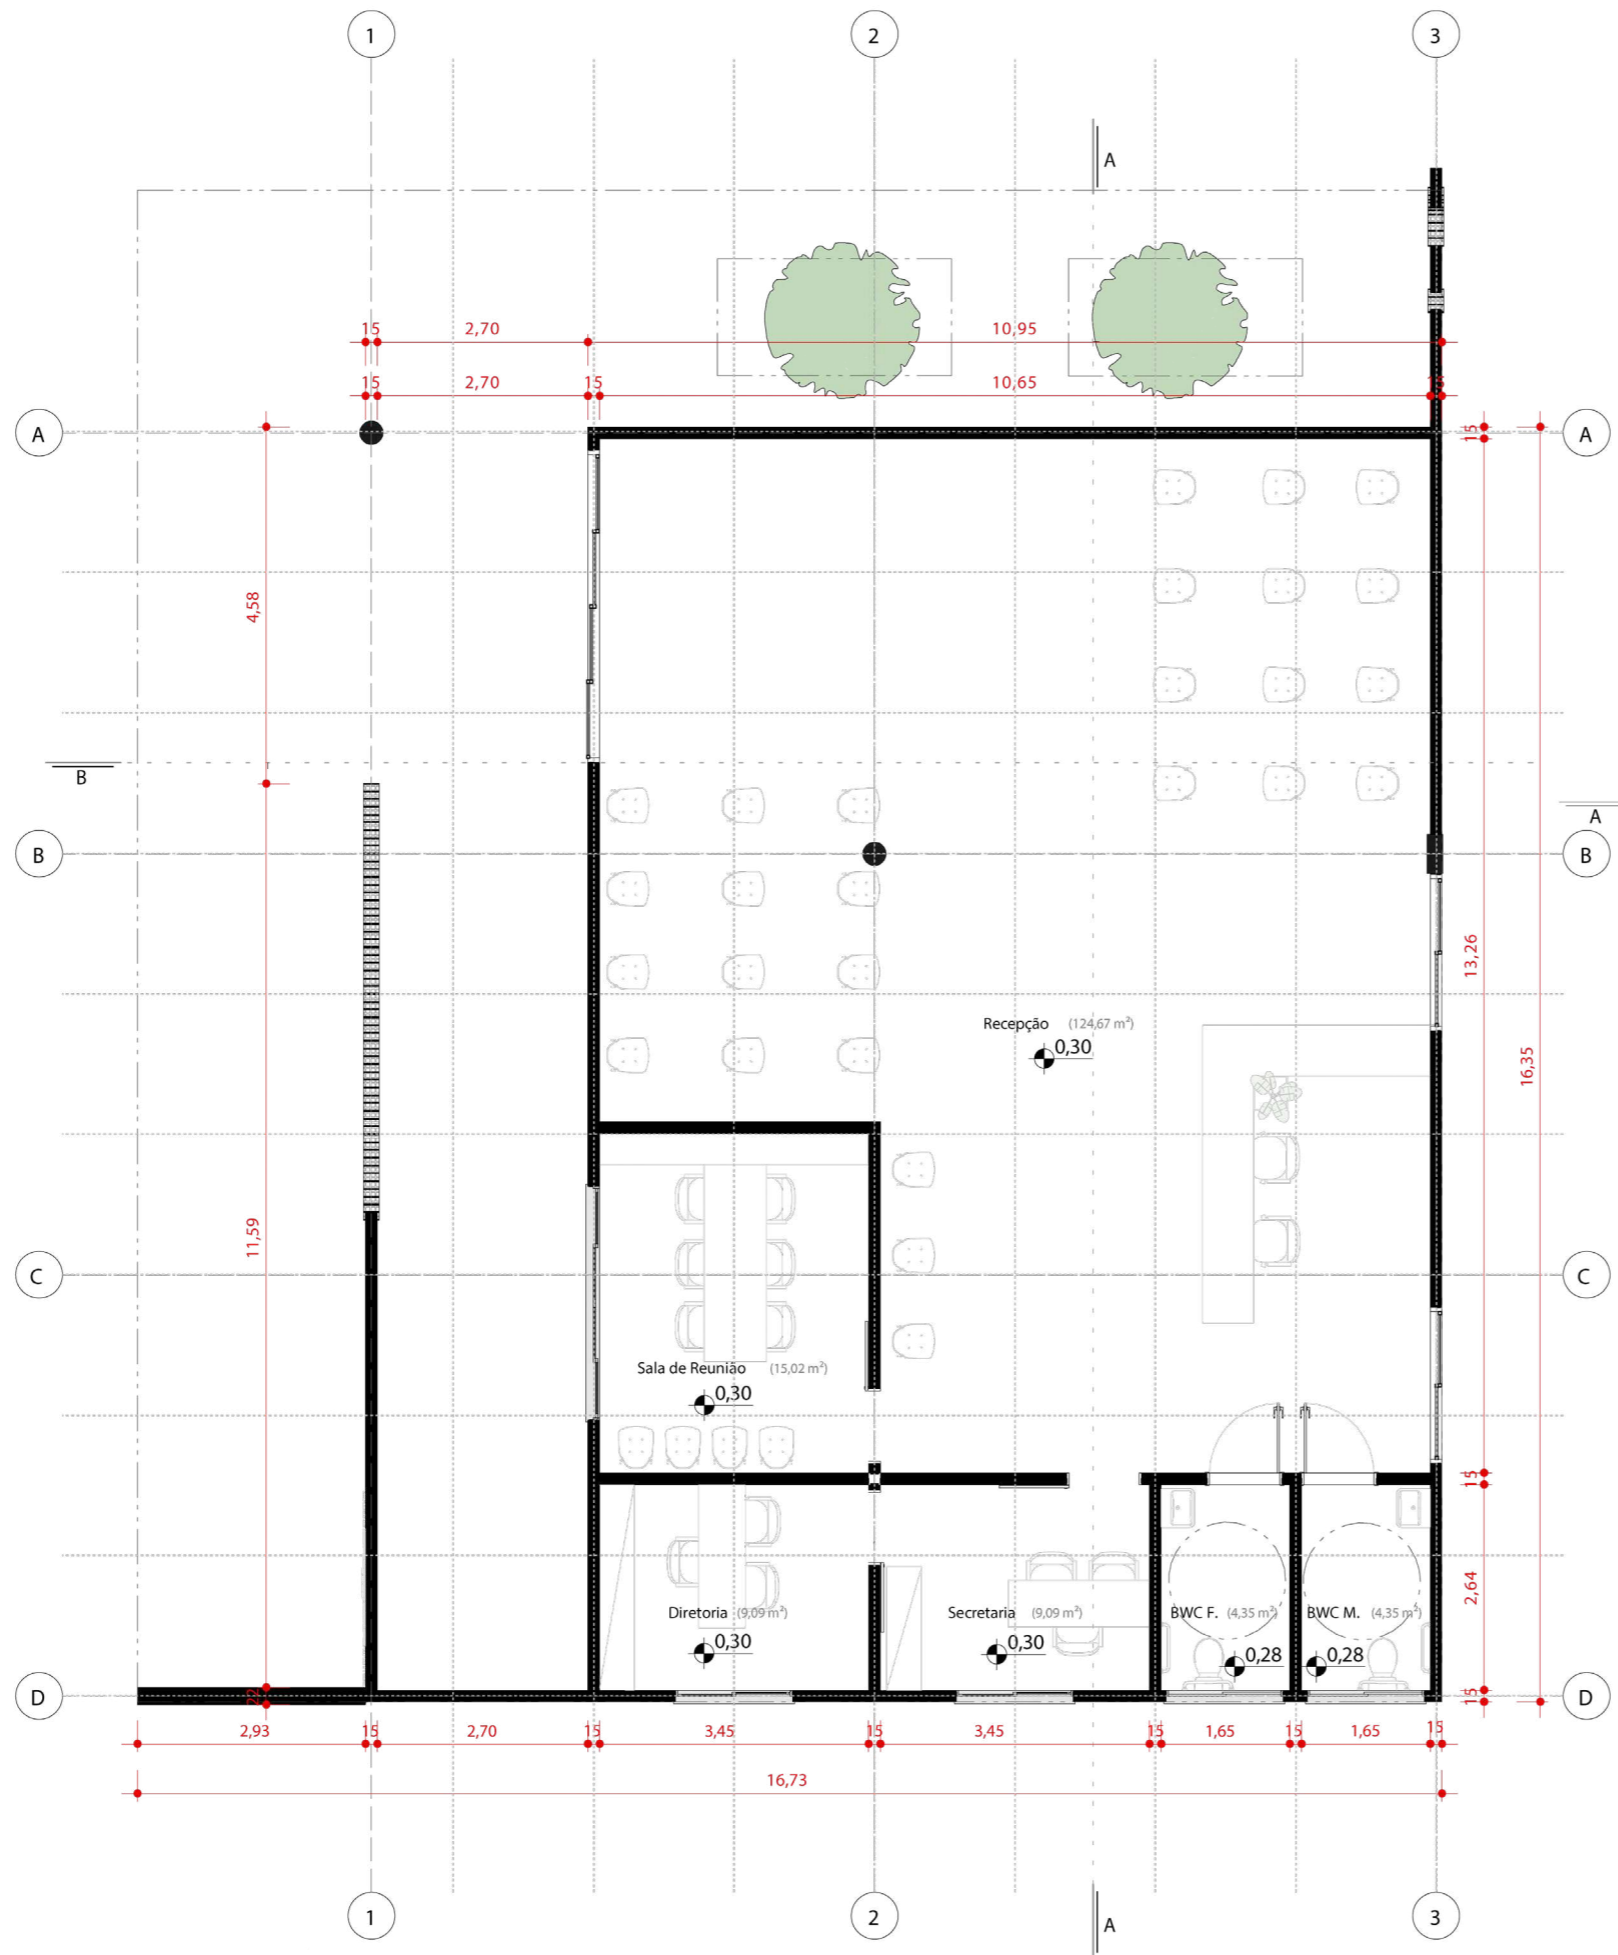 1 2 3
A
15 2,70 10,95
15 2,70 15 10,65 15
A A
15
4,58
B
A
B B
13,26
Recepção (124,67 m²)
0,30
16,35
11,59
C C
Sala de Reunião (15,02 m²)
0,30
15
2,64
Diretoria (9,09 m²) Secretaria (9,09 m²) BWC F. (4,35 m²) BWC M. (4,35 m²)
0,30 0,30 0,28 0,28
D 22 15 D
2,93 15 2,70 15 3,45 15 3,45 15 1,65 15 1,65 15
16,73
1 2 A 3